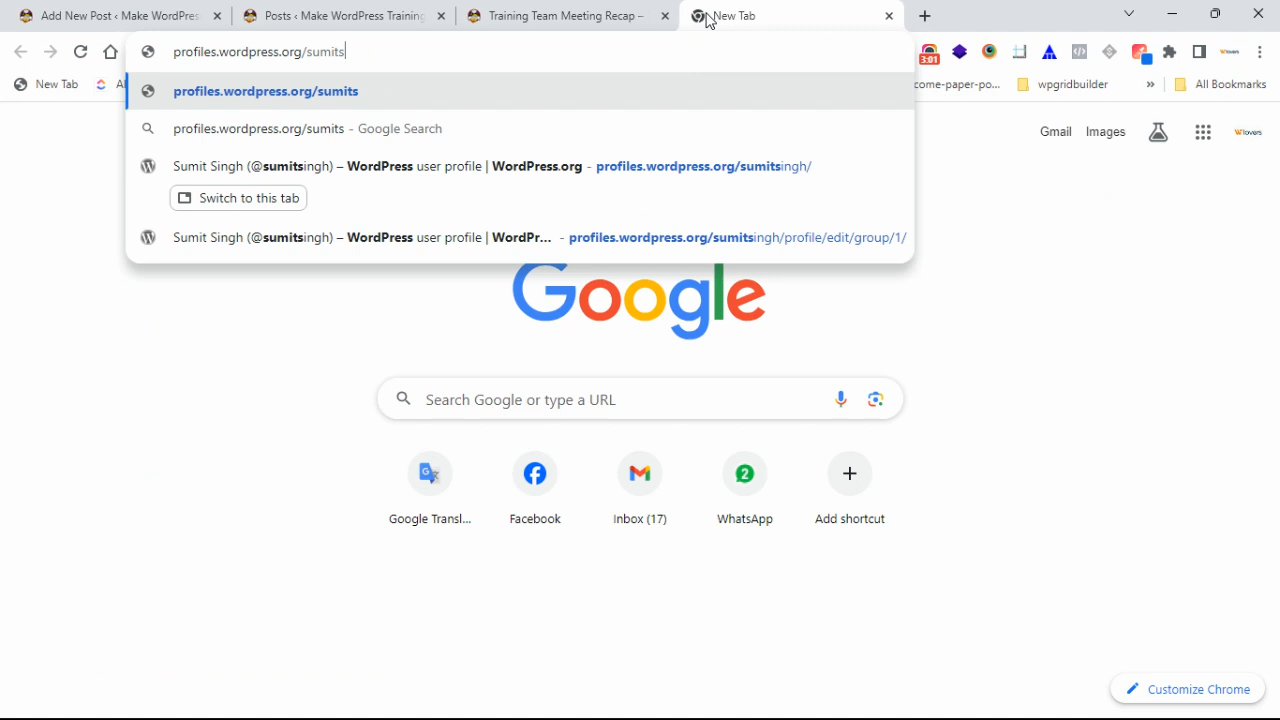 Add New Post ‹ Make WordPres
Posts ‹ Make WordPress Training
Training Team Meeting Recap –
New Tab
profiles.wordpress.org/sumits
3:01
New Tab
come-paper-po...
wpgridbuilder
»
All Bookmarks
profiles.wordpress.org/sumits
profiles.wordpress.org/sumits - Google Search
Sumit Singh (@sumitsingh) – WordPress user profile | WordPress.org - profiles.wordpress.org/sumitsingh/
Switch to this tab
Sumit Singh (@sumitsingh) – WordPress user profile | WordPr... - profiles.wordpress.org/sumitsingh/profile/edit/group/1/
Gmail
Images
Google
Search Google or type a URL
2
Google Transl...
Facebook
Inbox (17)
WhatsApp
Add shortcut
Customize Chrome